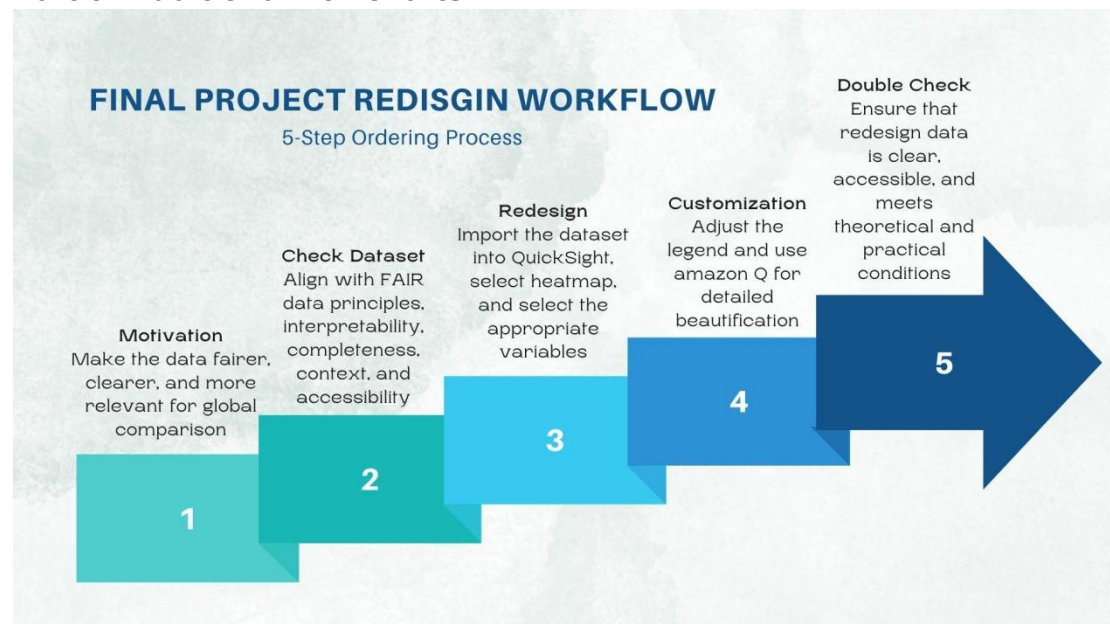 FINAL PROJECT REDISGIN WORKFLOW
5-Step Ordering Process
Motivation
Make the data fairer,
clearer, and more
relevant for global
comparison
1
Check Dataset
Align with FAIR
data principles,
interpretability,
completeness,
context, and
accessibility
2
Redesign
Import the dataset
into QuickSight,
select heatmap,
and select the
appropriate
variables
3
Customization
Adjust the
legend and use
amazon Q for
detailed
beautification
4
Double Check
Ensure that
redesign data
is clear,
accessible, and
meets
theoretical and
practical
conditions
5